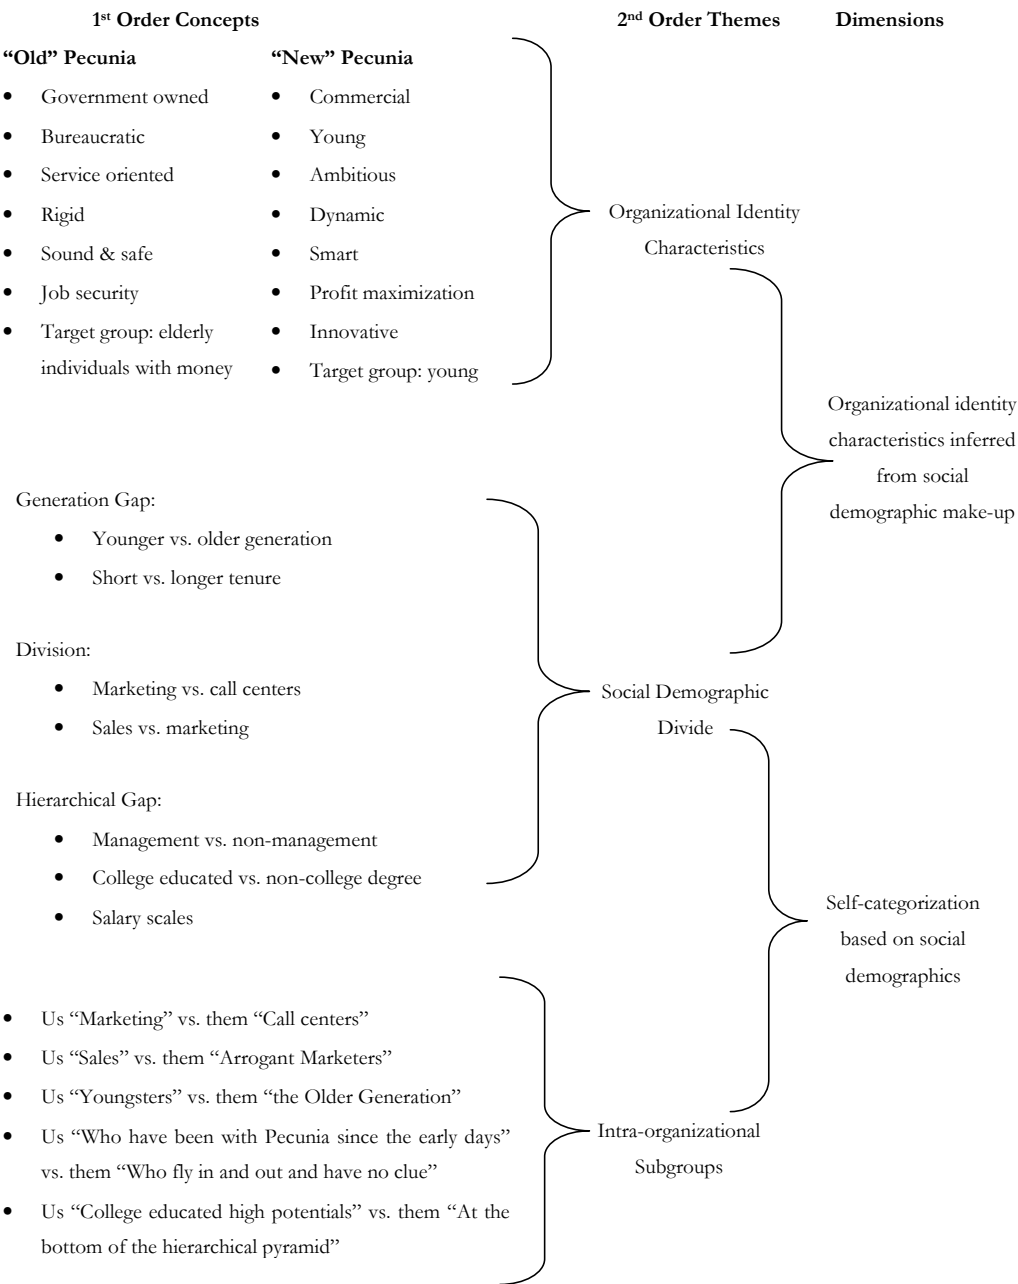 1st Order Concepts
2nd Order Themes
Dimensions
“Old” Pecunia
• Government owned
• Bureaucratic
• Service oriented
• Rigid
• Sound & safe
• Job security
• Target group: elderly
individuals with money
“New” Pecunia
• Commercial
• Young
• Ambitious
• Dynamic
• Smart
• Profit maximization
• Innovative
• Target group: young
Organizational Identity
Characteristics
Organizational identity
characteristics inferred
from social
demographic make-up
Generation Gap:
• Younger vs. older generation
• Short vs. longer tenure
Division:
• Marketing vs. call centers
• Sales vs. marketing
Hierarchical Gap:
• Management vs. non-management
• College educated vs. non-college degree
• Salary scales
Social Demographic
Divide
Self-categorization
based on social
demographics
• Us “Marketing” vs. them “Call centers”
• Us “Sales” vs. them “Arrogant Marketers”
• Us “Youngsters” vs. them “the Older Generation”
• Us “Who have been with Pecunia since the early days”
vs. them “Who fly in and out and have no clue”
• Us “College educated high potentials” vs. them “At the
bottom of the hierarchical pyramid”
Intra-organizational
Subgroups